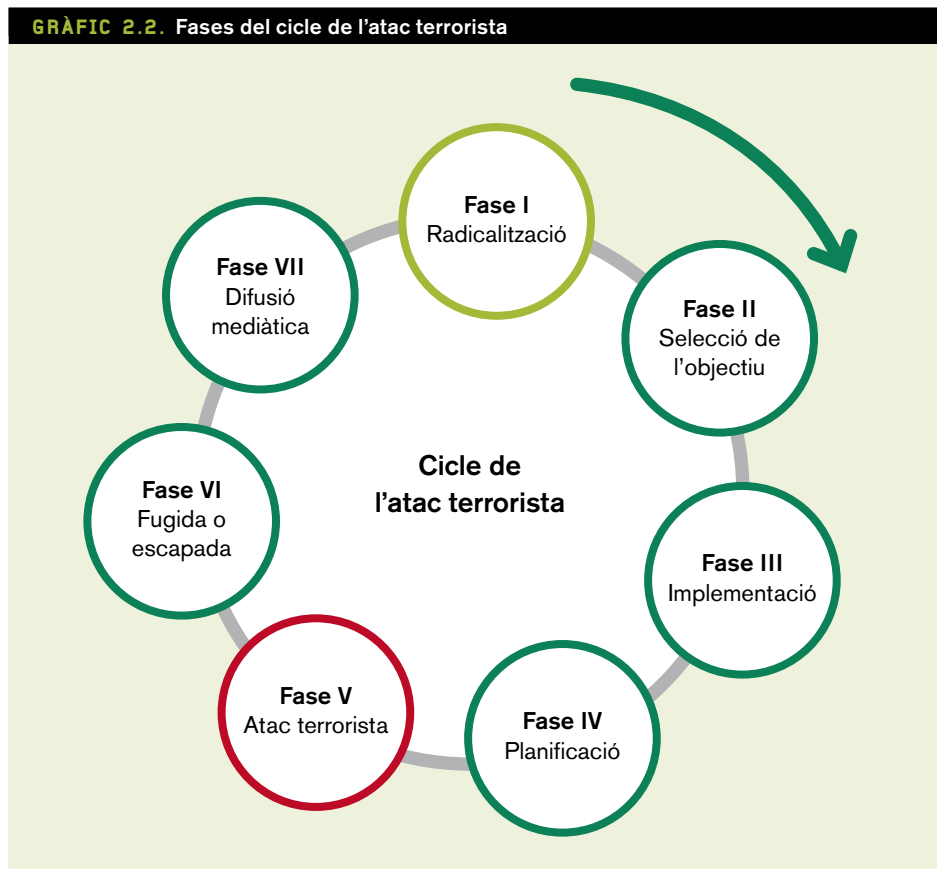 GRÀFIC 2.2. Fases del cicle de l'atac terrorista
Fase I
Radicalització
Fase II
Selecció de
l'objectiu
Fase III
Implementació
Fase IV
Planificació
Fase V
Atac terrorista
Fase VI
Fugida o
escapada
Fase VII
Difusió
mediàtica
Cicle de
l'atac terrorista